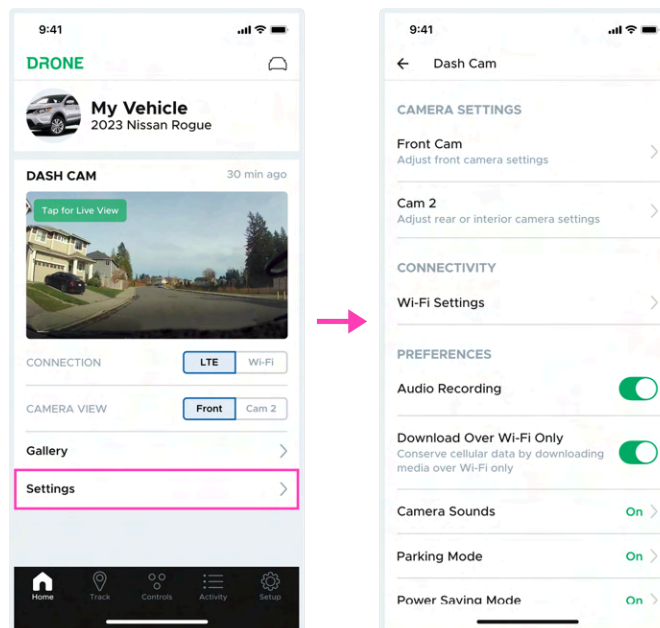 9:41
DRONE
My Vehicle
2023 Nissan Rogue
DASH CAM
30 min ago
Tap for Live View
CONNECTION
LTE
Wi-Fi
CAMERA VIEW
Front
Cam 2
Gallery
Settings
Home
Track
Controls
Activity
Setup
9:41
Dash Cam
CAMERA SETTINGS
Front Cam
Adjust front camera settings
Cam 2
Adjust rear or interior camera settings
CONNECTIVITY
Wi-Fi Settings
PREFERENCES
Audio Recording
Download Over Wi-Fi Only
Conserve cellular data by downloading
media over Wi-Fi only
Camera Sounds
On
Parking Mode
On
Power Saving Mode
On